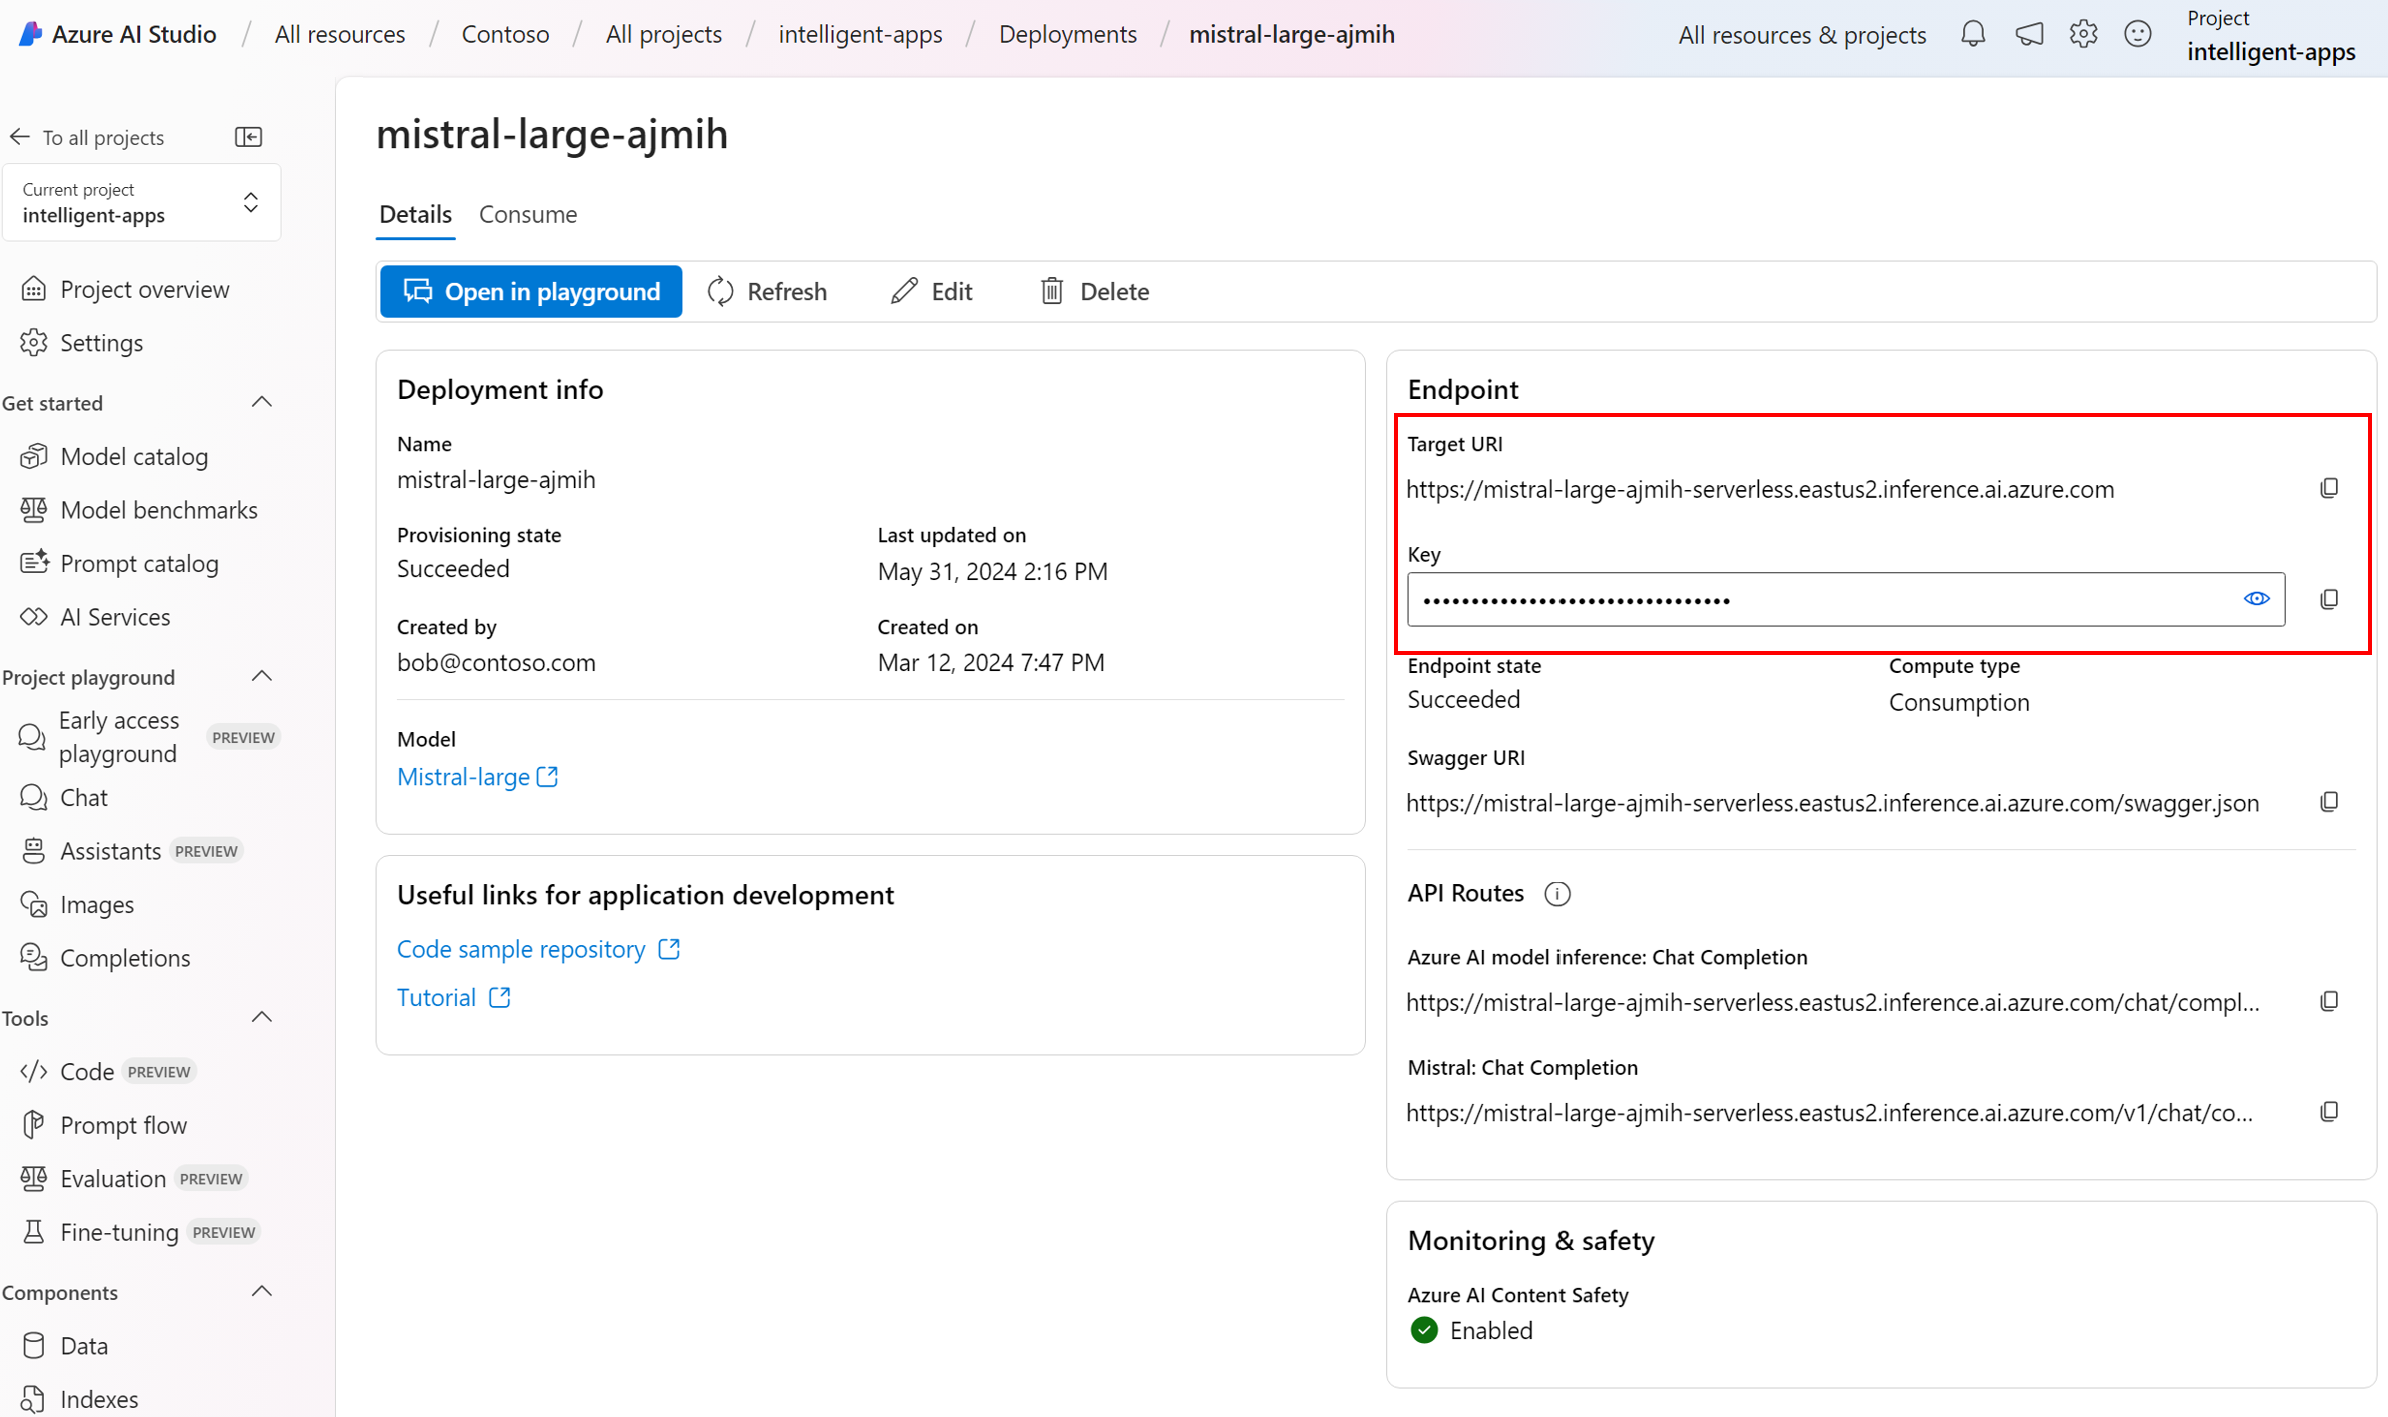 Azure AI Studio / All resources / Contoso / All projects / intelligent-apps / Deployments / mistral-large-ajmih
All resources & projects
Project
intelligent-apps
To all projects
Current project
intelligent-apps
Project overview
Settings
Get started
Model catalog
Model benchmarks
Prompt catalog
AI Services
Project playground
Early access
playground PREVIEW
Chat
Assistants PREVIEW
Images
Completions
Tools
Code PREVIEW
Prompt flow
Evaluation PREVIEW
Fine-tuning PREVIEW
Components
Data
Indexes
mistral-large-ajmih
Details Consume
Open in playground Refresh Edit Delete
Deployment info
Name
mistral-large-ajmih
Provisioning state
Succeeded
Last updated on
May 31, 2024 2:16 PM
Created by
bob@contoso.com
Created on
Mar 12, 2024 7:47 PM
Model
Mistral-large
Useful links for application development
Code sample repository
Tutorial
Endpoint
Target URI
https://mistral-large-ajmih-serverless.eastus2.inference.ai.azure.com
Key
••••••••••••••••••••••••••••••••
Endpoint state
Succeeded
Compute type
Consumption
Swagger URI
https://mistral-large-ajmih-serverless.eastus2.inference.ai.azure.com/swagger.json
API Routes
Azure AI model inference: Chat Completion
https://mistral-large-ajmih-serverless.eastus2.inference.ai.azure.com/chat/compl...
Mistral: Chat Completion
https://mistral-large-ajmih-serverless.eastus2.inference.ai.azure.com/v1/chat/co...
Monitoring & safety
Azure AI Content Safety
Enabled